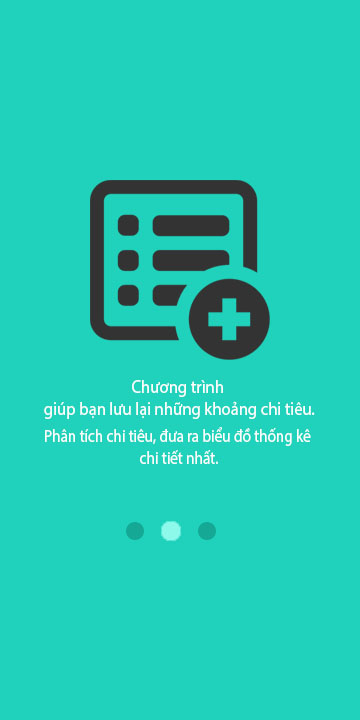 Chương trình
giúp bạn lưu lại những khoảng chi tiêu.
Phân tích chi tiêu, đưa ra biểu đồ thống kê
chi tiết nhất.